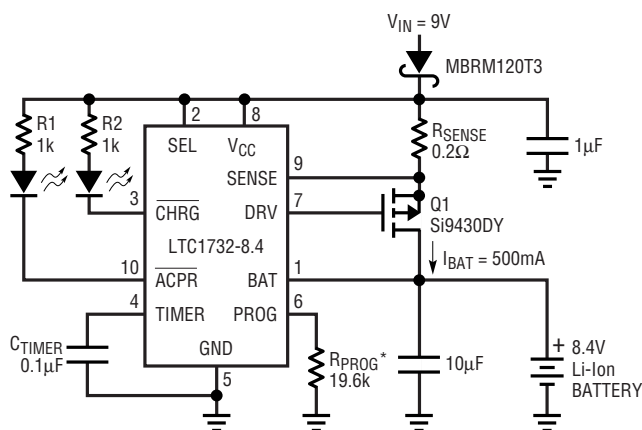 V_IN = 9V
MBRM120T3
R1
1k
R2
1k
2
8
SEL
V_CC
R_SENSE
0.2Ω
1µF
SENSE
9
3
CHRG
DRV
7
Q1
Si9430DY
LTC1732-8.4
I_BAT = 500mA
10
ACPR
BAT
1
4
TIMER
PROG
6
C_TIMER
0.1µF
GND
5
R_PROG*
19.6k
10µF
+
8.4V
Li-Ion
BATTERY